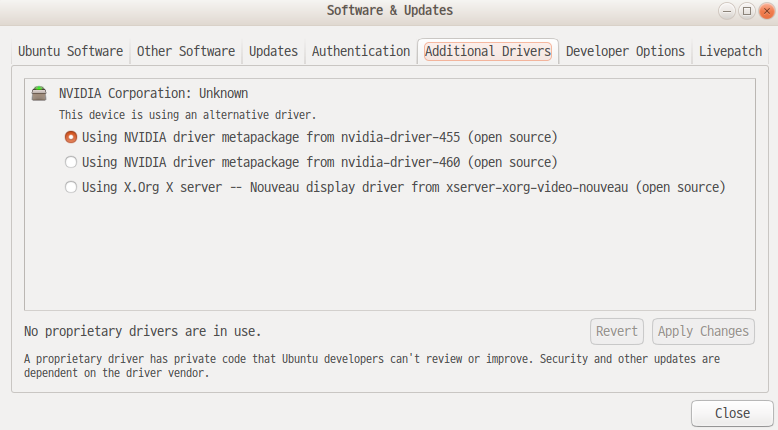 Software & Updates
Ubuntu Software Other Software Updates Authentication Additional Drivers Developer Options Livepatch
NVIDIA Corporation: Unknown
This device is using an alternative driver.
Using NVIDIA driver metapackage from nvidia-driver-455 (open source)
Using NVIDIA driver metapackage from nvidia-driver-460 (open source)
Using X.Org X server -- Nouveau display driver from xserver-xorg-video-nouveau (open source)
No proprietary drivers are in use.
Revert Apply Changes
A proprietary driver has private code that Ubuntu developers can't review or improve. Security and other updates are
dependent on the driver vendor.
Close